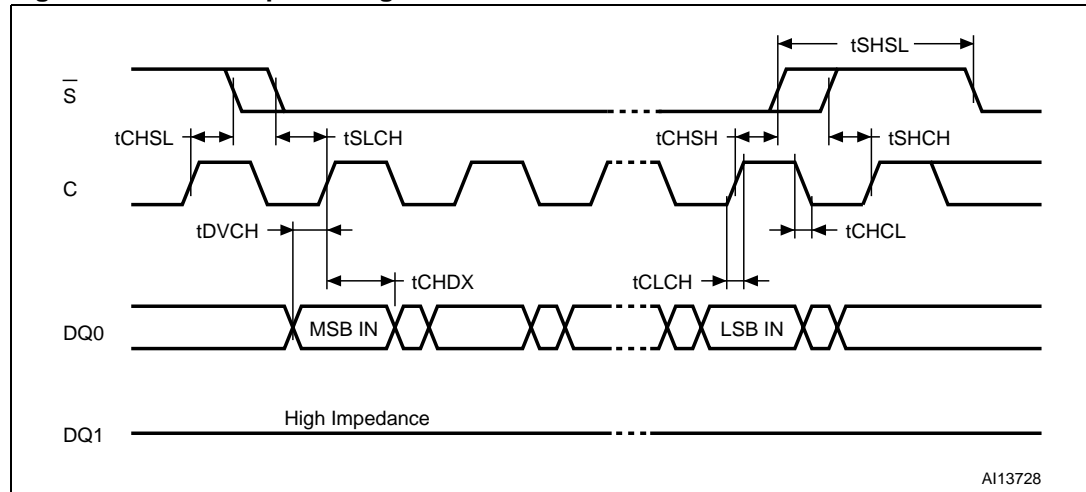 tSHSL
S
tCHSL
tSLCH
tCHSH
tSHCH
C
tDVCH
tCHCL
tCHDX
tCLCH
DQ0
MSB IN
LSB IN
High Impedance
DQ1
AI13728